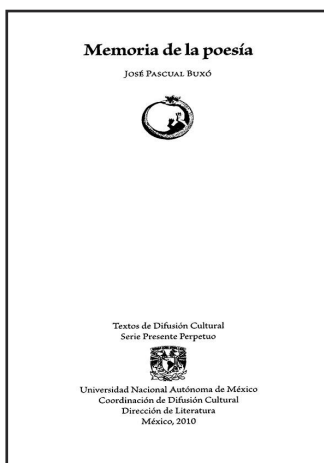 Memoria de la poesía
José Pascual Buxó
Textos de Difusión Cultural
Serie Presente Perpetuo
Universidad Nacional Autónoma de México
Coordinación de Difusión Cultural
Dirección de Literatura
México, 2010